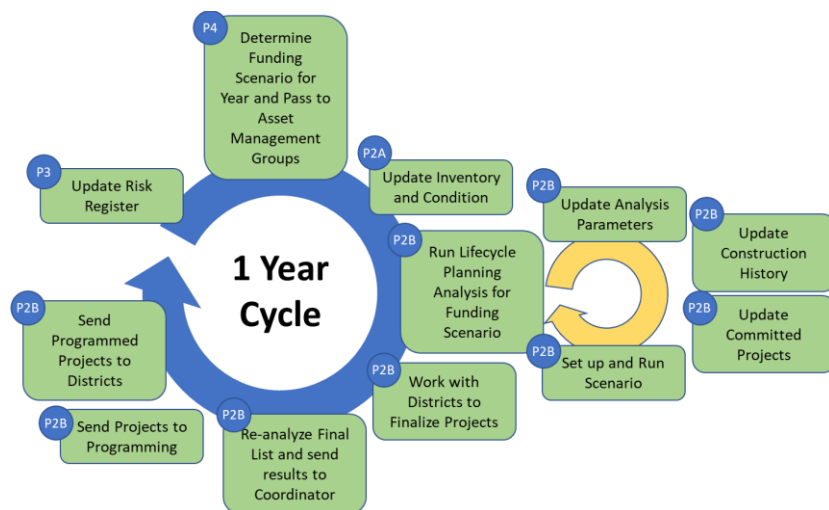 P4
Determine
Funding
Scenario for
Year and Pass to
Asset
Management
Groups
P3
Update Risk
Register
P2A
Update Inventory
and Condition
P2B
Update Analysis
Parameters
P2B
Update
Construction
History
P2B
Run Lifecycle
Planning
Analysis for
Funding
Scenario
1 Year
Cycle
P2B
Update
Committed
Projects
P2B
Set up and Run
Scenario
P2B
Send
Programmed
Projects to
Districts
P2B
Work with
Districts to
Finalize Projects
P2B
Send Projects to
Programming
P2B
Re-analyze Final
List and send
results to
Coordinator